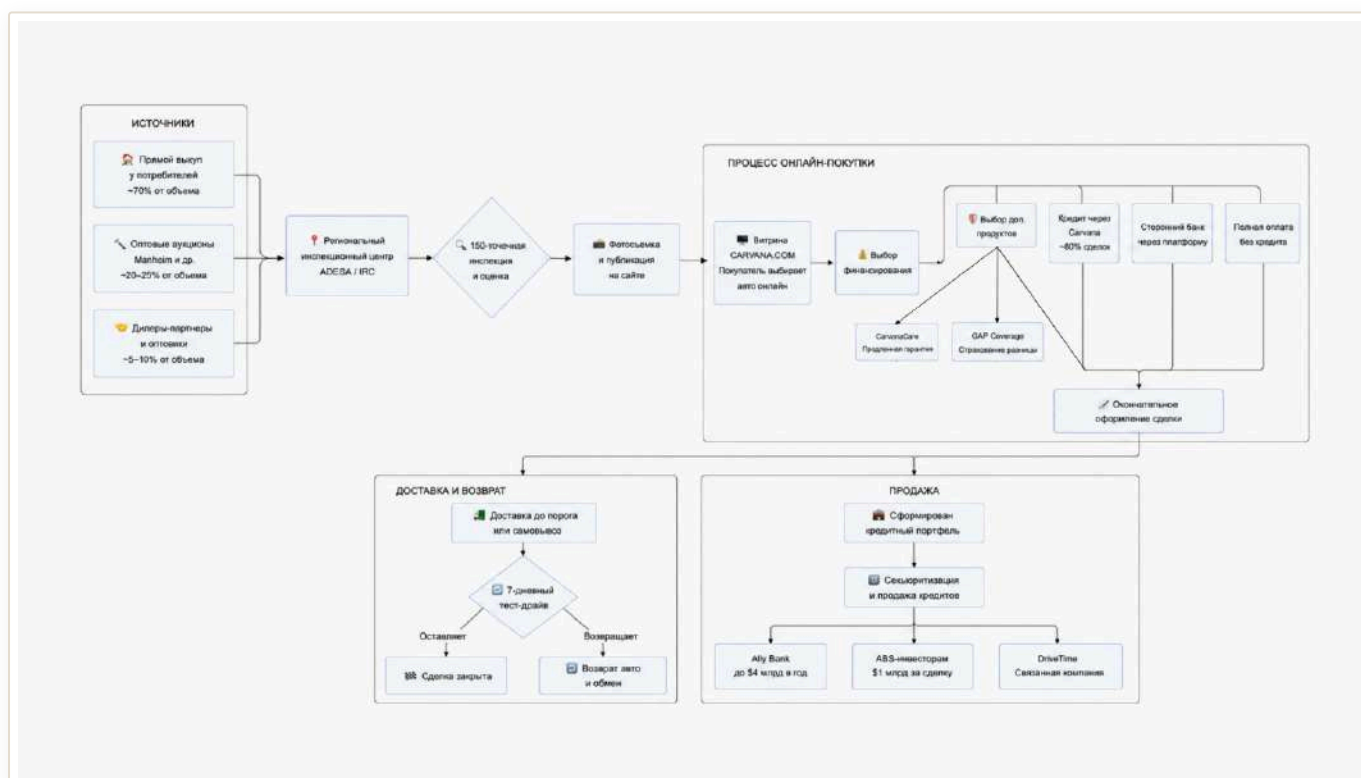 ИСТОЧНИКИ
Прямой выкуп
у потребителей
~70% от объема
Оптовые аукционы
Manheim и др.
~20–25% от объема
Дилеры-партнеры
и оптовики
~5–10% от объема
Региональный
инспекционный центр
ADESA / IRC
150-точечная
инспекция
и оценка
Фотосъемка
и публикация
на сайте
ПРОЦЕСС ОНЛАЙН-ПОКУПКИ
Витрина
CARVANA.COM
Покупатель выбирает
авто онлайн
Выбор
финансирования
Выбор доп.
продуктов
Кредит через
Carvana
~80% сделок
Сторонний банк
через платформу
Полная оплата
без кредита
CarvanaCare
Продленная гарантия
GAP Coverage
Страхование разницы
Окончательное
оформление сделки
ДОСТАВКА И ВОЗВРАТ
Доставка до порога
или самовывоз
7-дневный
тест-драйв
Оставляет
Возвращает
Сделка закрыта
Возврат авто
и обмен
ПРОДАЖА
Сформирован
кредитный портфель
Секьюритизация
и продажа кредитов
Ally Bank
до $4 млрд в год
ABS-инвесторам
$1 млрд за сделку
DriveTime
Связанная компания